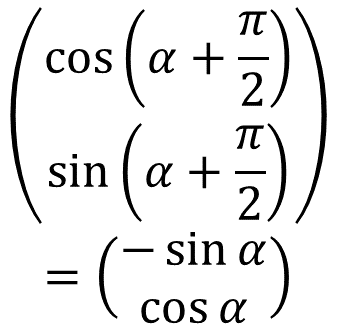 ( cos(α + π/2)
sin(α + π/2) )
= ( − sin α
cos α )